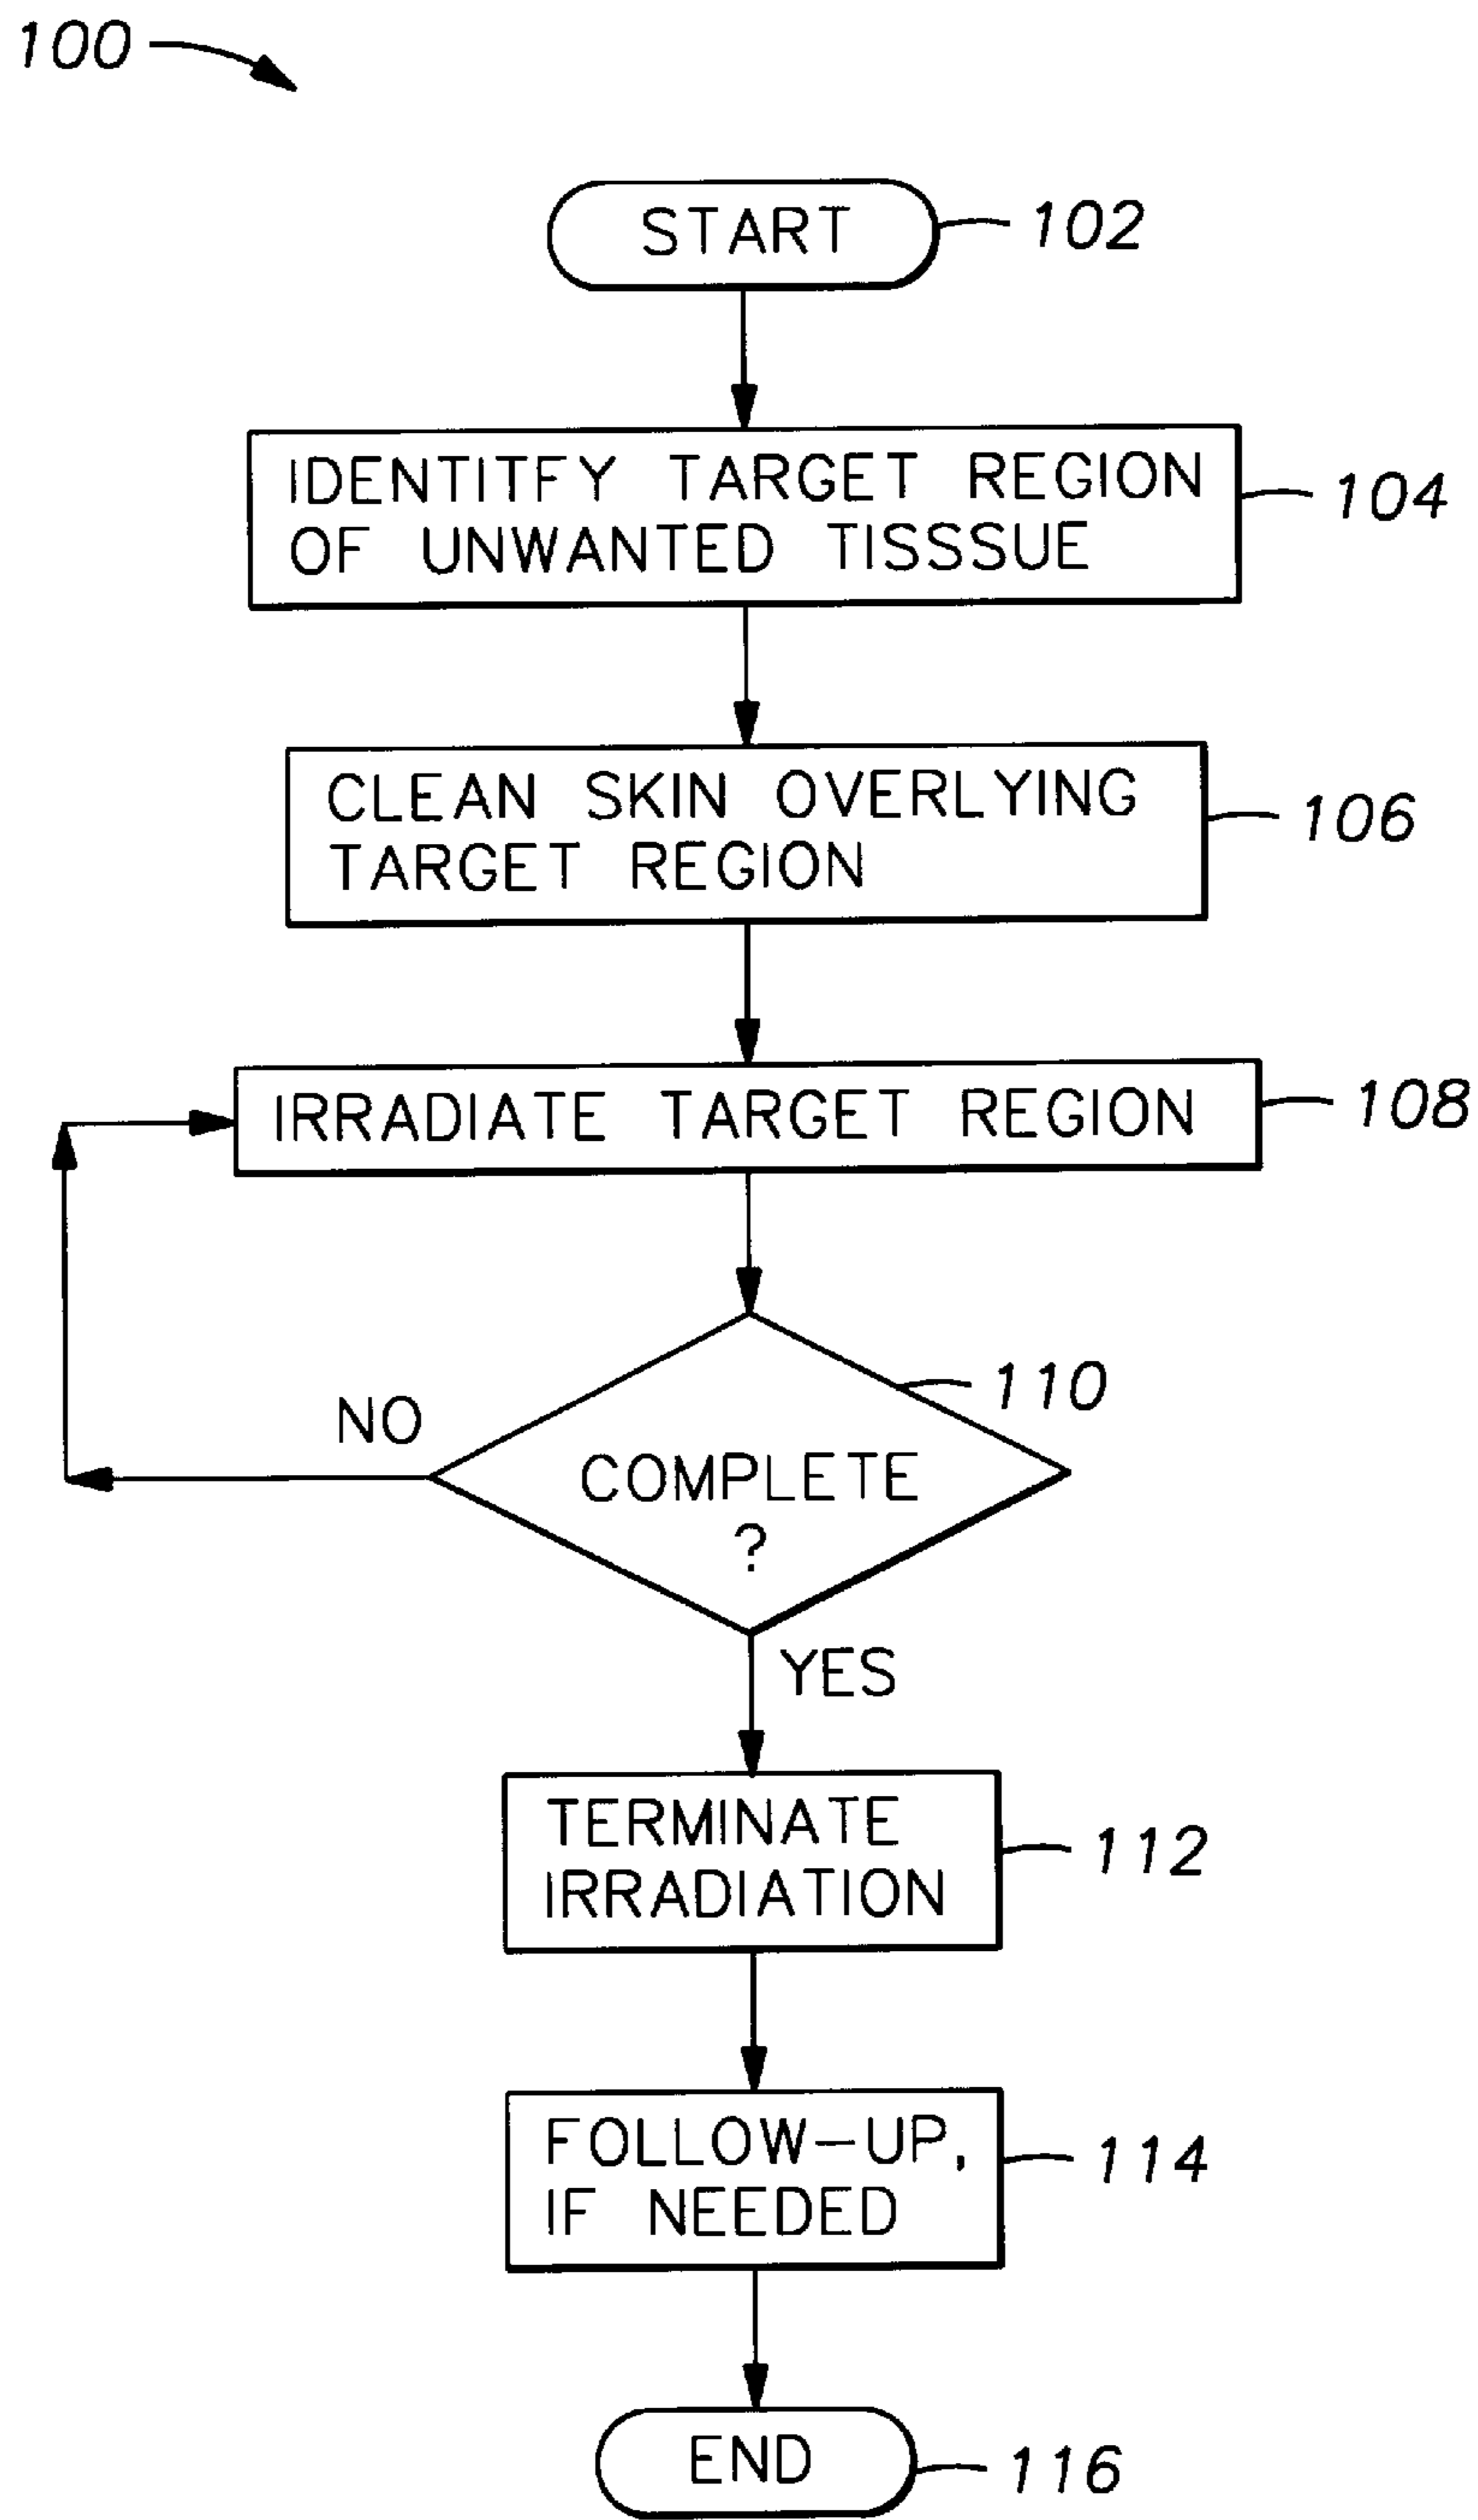 100
START
102
IDENTITFY TARGET REGION
OF UNWANTED TISSSUE
104
CLEAN SKIN OVERLYING
TARGET REGION
106
IRRADIATE TARGET REGION
108
110
NO
COMPLETE
?
YES
TERMINATE
IRRADIATION
112
FOLLOW-UP,
IF NEEDED
114
END
116